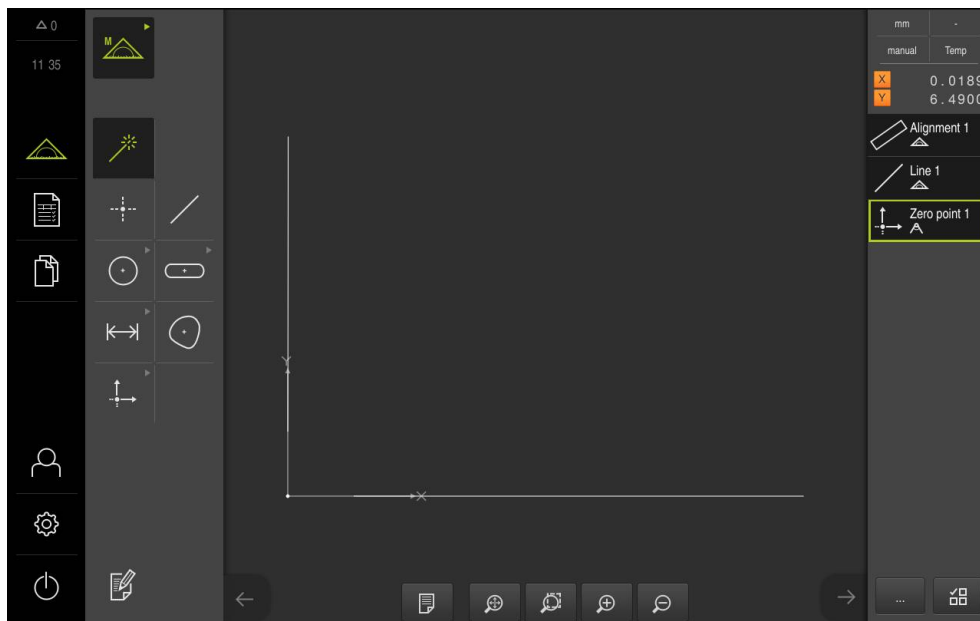 0
11 35
M
mm
-
manual
Temp
X 0.0189
Y 6.4900
Alignment 1
Line 1
Zero point 1
Y
X
...